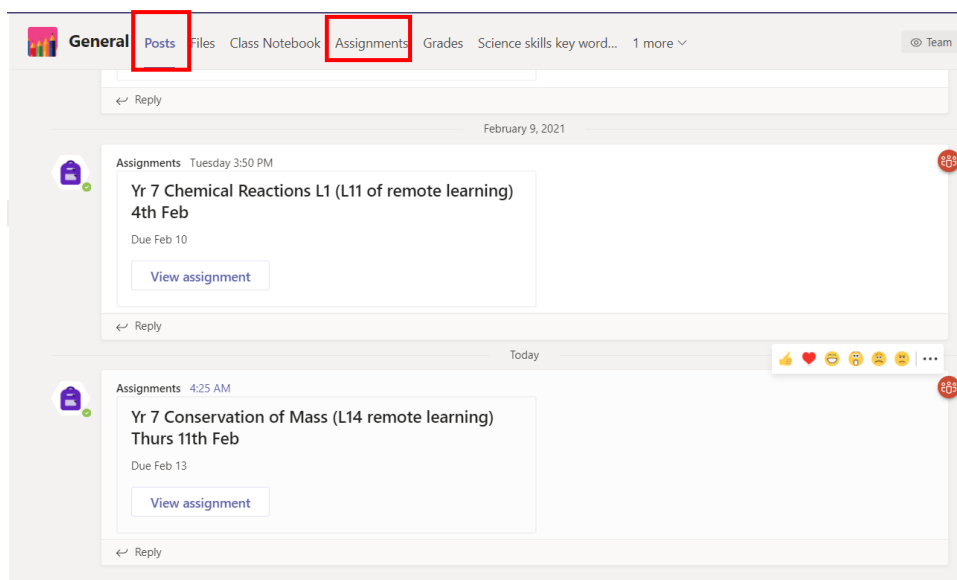 General Posts Files Class Notebook Assignments Grades Science skills key word... 1 more Team
Reply
February 9, 2021
Assignments Tuesday 3:50 PM
Yr 7 Chemical Reactions L1 (L11 of remote learning)
4th Feb
Due Feb 10
View assignment
Reply
Today
Assignments 4:25 AM
Yr 7 Conservation of Mass (L14 remote learning)
Thurs 11th Feb
Due Feb 13
View assignment
Reply